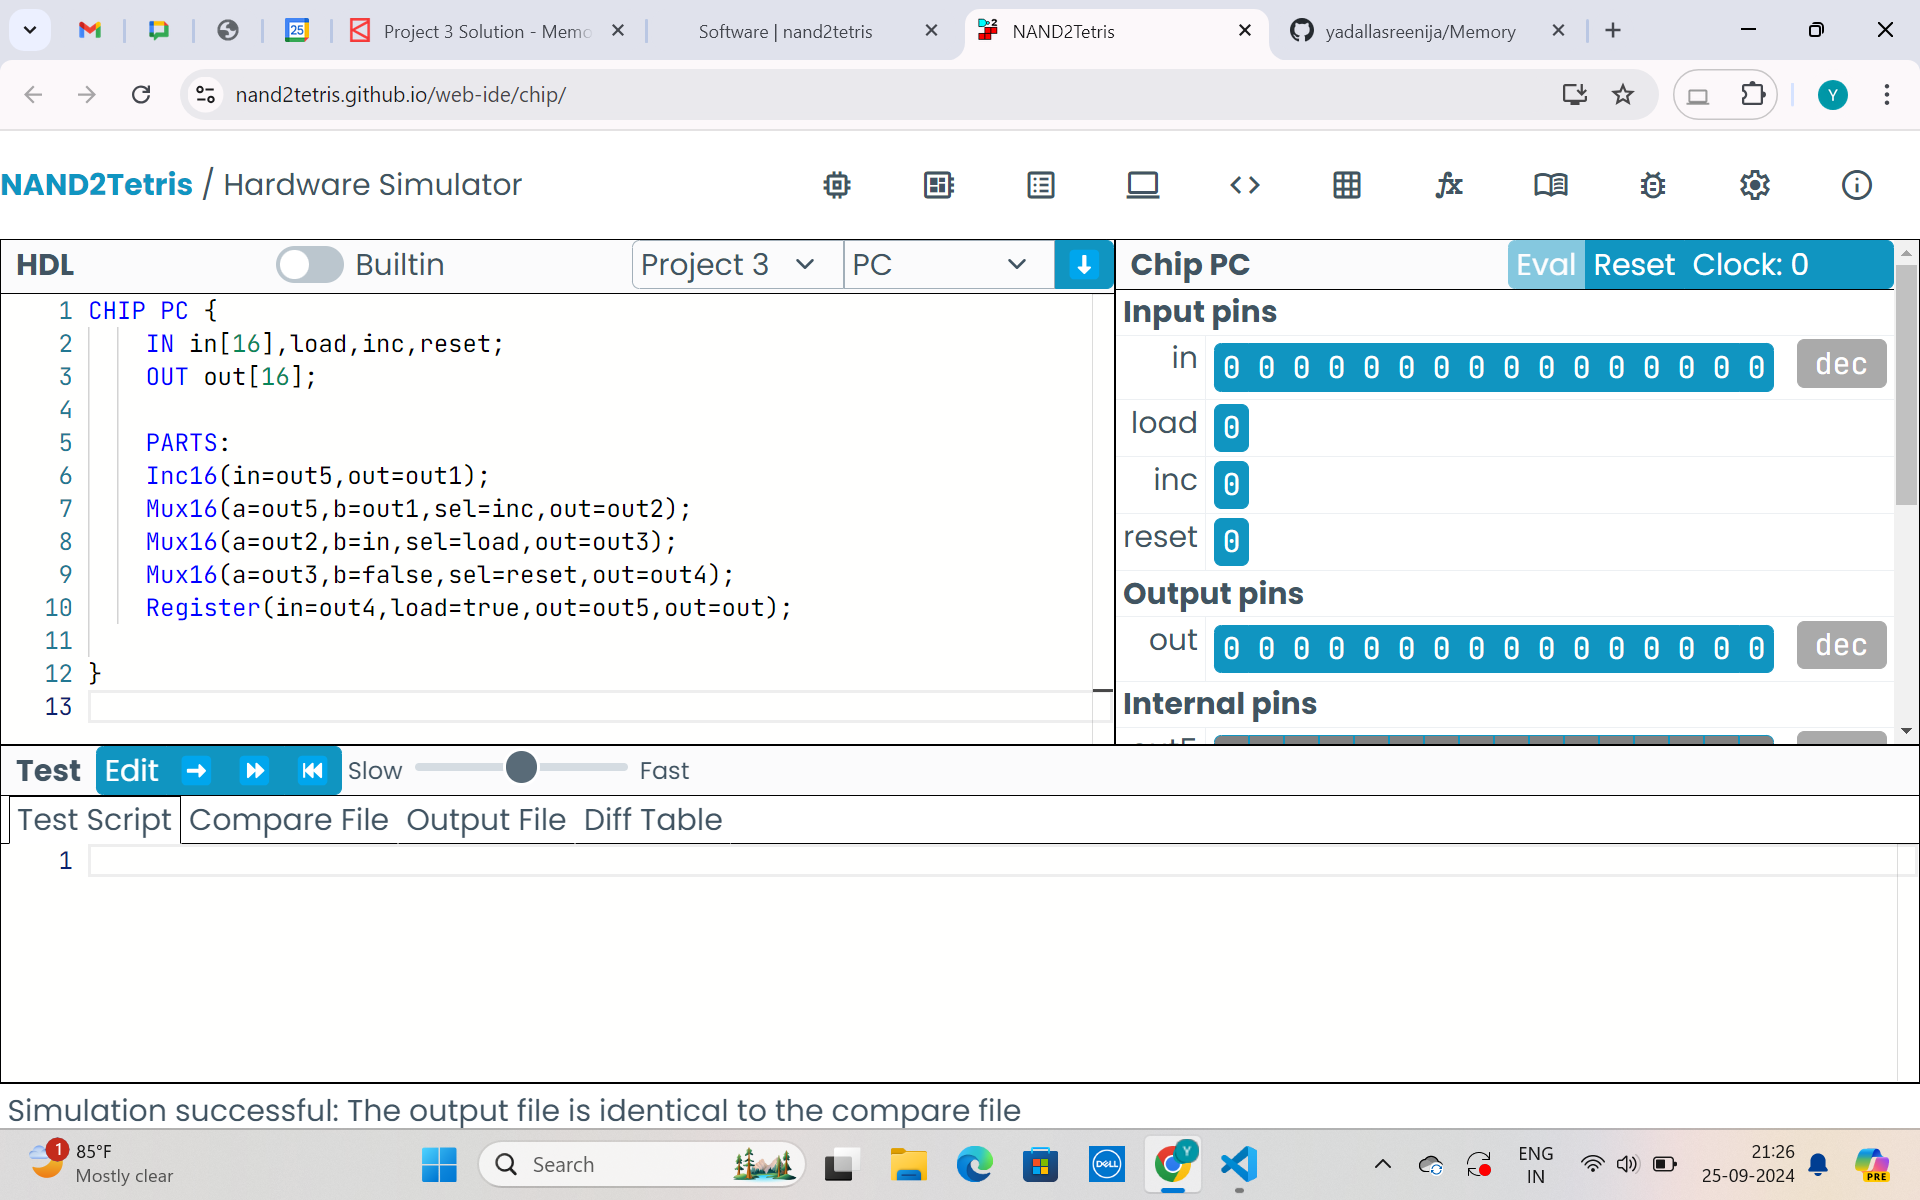 Project 3 Solution - Memo
Software | nand2tetris
NAND2Tetris
yadallasreenija/Memory
25
nand2tetris.github.io/web-ide/chip/
Y
NAND2Tetris / Hardware Simulator
HDL Builtin Project 3 PC
1 CHIP PC {
2 IN in[16],load,inc,reset;
3 OUT out[16];
4
5 PARTS:
6 Inc16(in=out5,out=out1);
7 Mux16(a=out5,b=out1,sel=inc,out=out2);
8 Mux16(a=out2,b=in,sel=load,out=out3);
9 Mux16(a=out3,b=false,sel=reset,out=out4);
10 Register(in=out4,load=true,out=out5,out=out);
11
12 }
13
Chip PC Eval Reset Clock: 0
Input pins
in 0 0 0 0 0 0 0 0 0 0 0 0 0 0 0 0 dec
load 0
inc 0
reset 0
Output pins
out 0 0 0 0 0 0 0 0 0 0 0 0 0 0 0 0 dec
Internal pins
Test Edit Slow Fast
Test Script Compare File Output File Diff Table
1
Simulation successful: The output file is identical to the compare file
1
85°F
Mostly clear
Search
DELL
Y
ENG
IN
21:26
25-09-2024
PRE